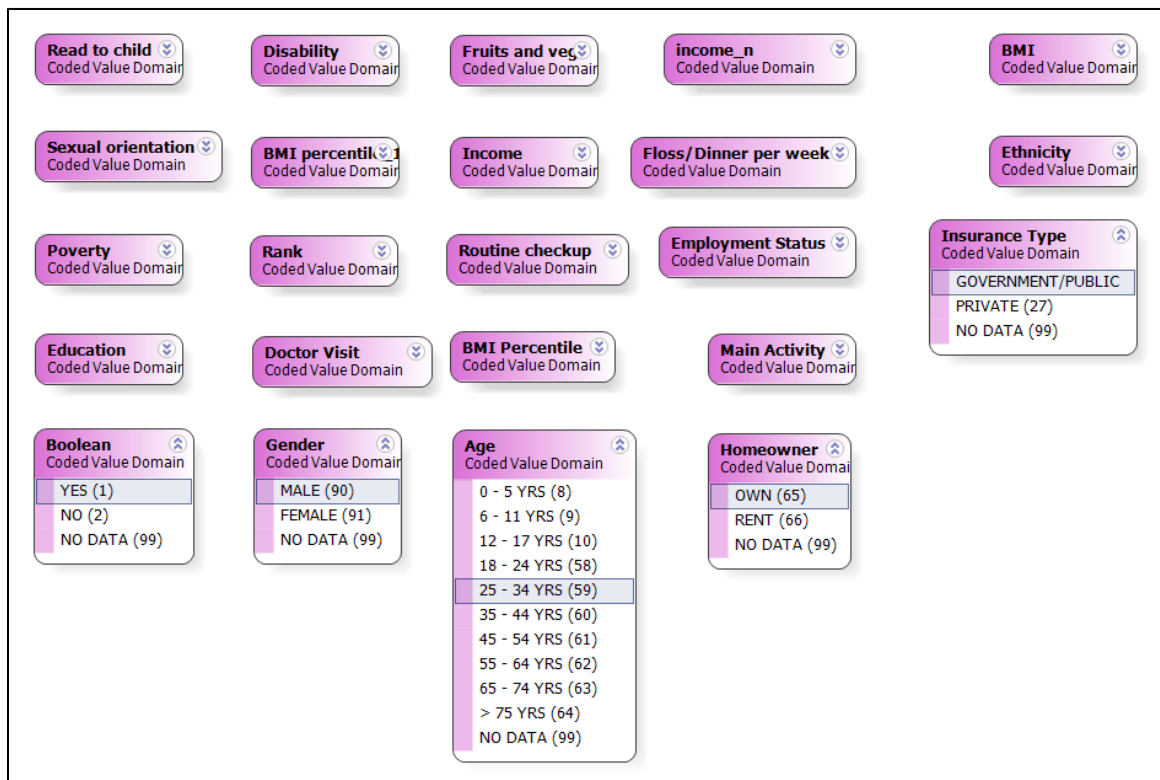 Read to child
Coded Value Domain
Disability
Coded Value Domain
Fruits and veg
Coded Value Domain
income_n
Coded Value Domain
BMI
Coded Value Domain
Sexual orientation
Coded Value Domain
BMI percentile_1
Coded Value Domain
Income
Coded Value Domain
Floss/Dinner per week
Coded Value Domain
Ethnicity
Coded Value Domain
Poverty
Coded Value Domain
Rank
Coded Value Domain
Routine checkup
Coded Value Domain
Employment Status
Coded Value Domain
Insurance Type
Coded Value Domain
GOVERNMENT/PUBLIC
PRIVATE (27)
NO DATA (99)
Education
Coded Value Domain
Doctor Visit
Coded Value Domain
BMI Percentile
Coded Value Domain
Main Activity
Coded Value Domain
Boolean
Coded Value Domain
YES (1)
NO (2)
NO DATA (99)
Gender
Coded Value Domain
MALE (90)
FEMALE (91)
NO DATA (99)
Age
Coded Value Domain
0 - 5 YRS (8)
6 - 11 YRS (9)
12 - 17 YRS (10)
18 - 24 YRS (58)
25 - 34 YRS (59)
35 - 44 YRS (60)
45 - 54 YRS (61)
55 - 64 YRS (62)
65 - 74 YRS (63)
> 75 YRS (64)
NO DATA (99)
Homeowner
Coded Value Domai
OWN (65)
RENT (66)
NO DATA (99)